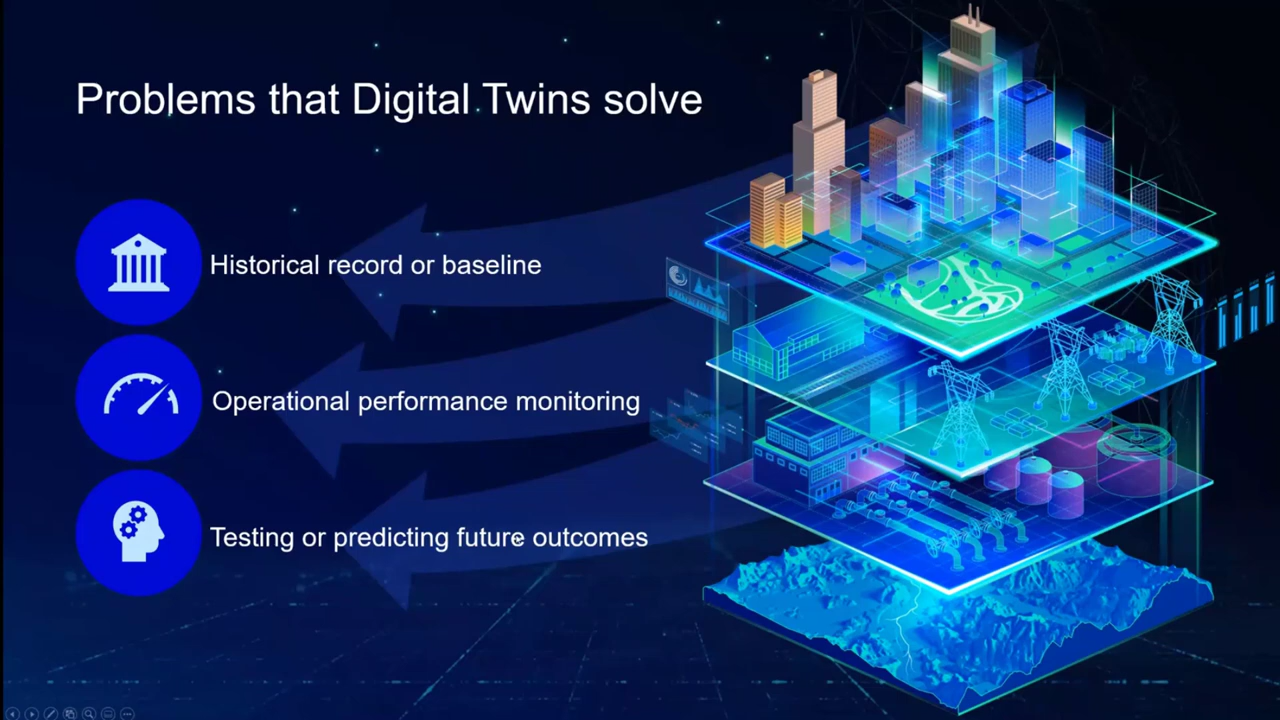 Problems that Digital Twins solve
Historical record or baseline
Operational performance monitoring
Testing or predicting future outcomes